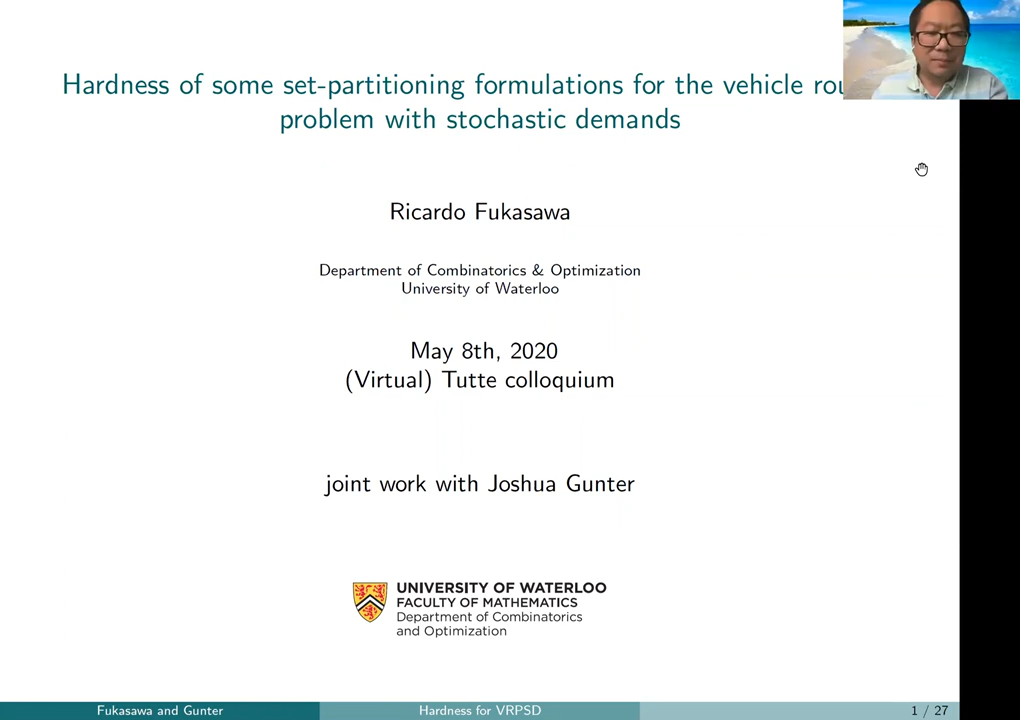 Hardness of some set-partitioning formulations for the vehicle
problem with stochastic demands
Ricardo Fukasawa
Department of Combinatorics & Optimization
University of Waterloo
May 8th, 2020
(Virtual) Tutte colloquium
joint work with Joshua Gunter
UNIVERSITY OF WATERLOO
FACULTY OF MATHEMATICS
Department of Combinatorics
and Optimization
Fukasawa and Gunter
Hardness for VRPSD
1 / 27